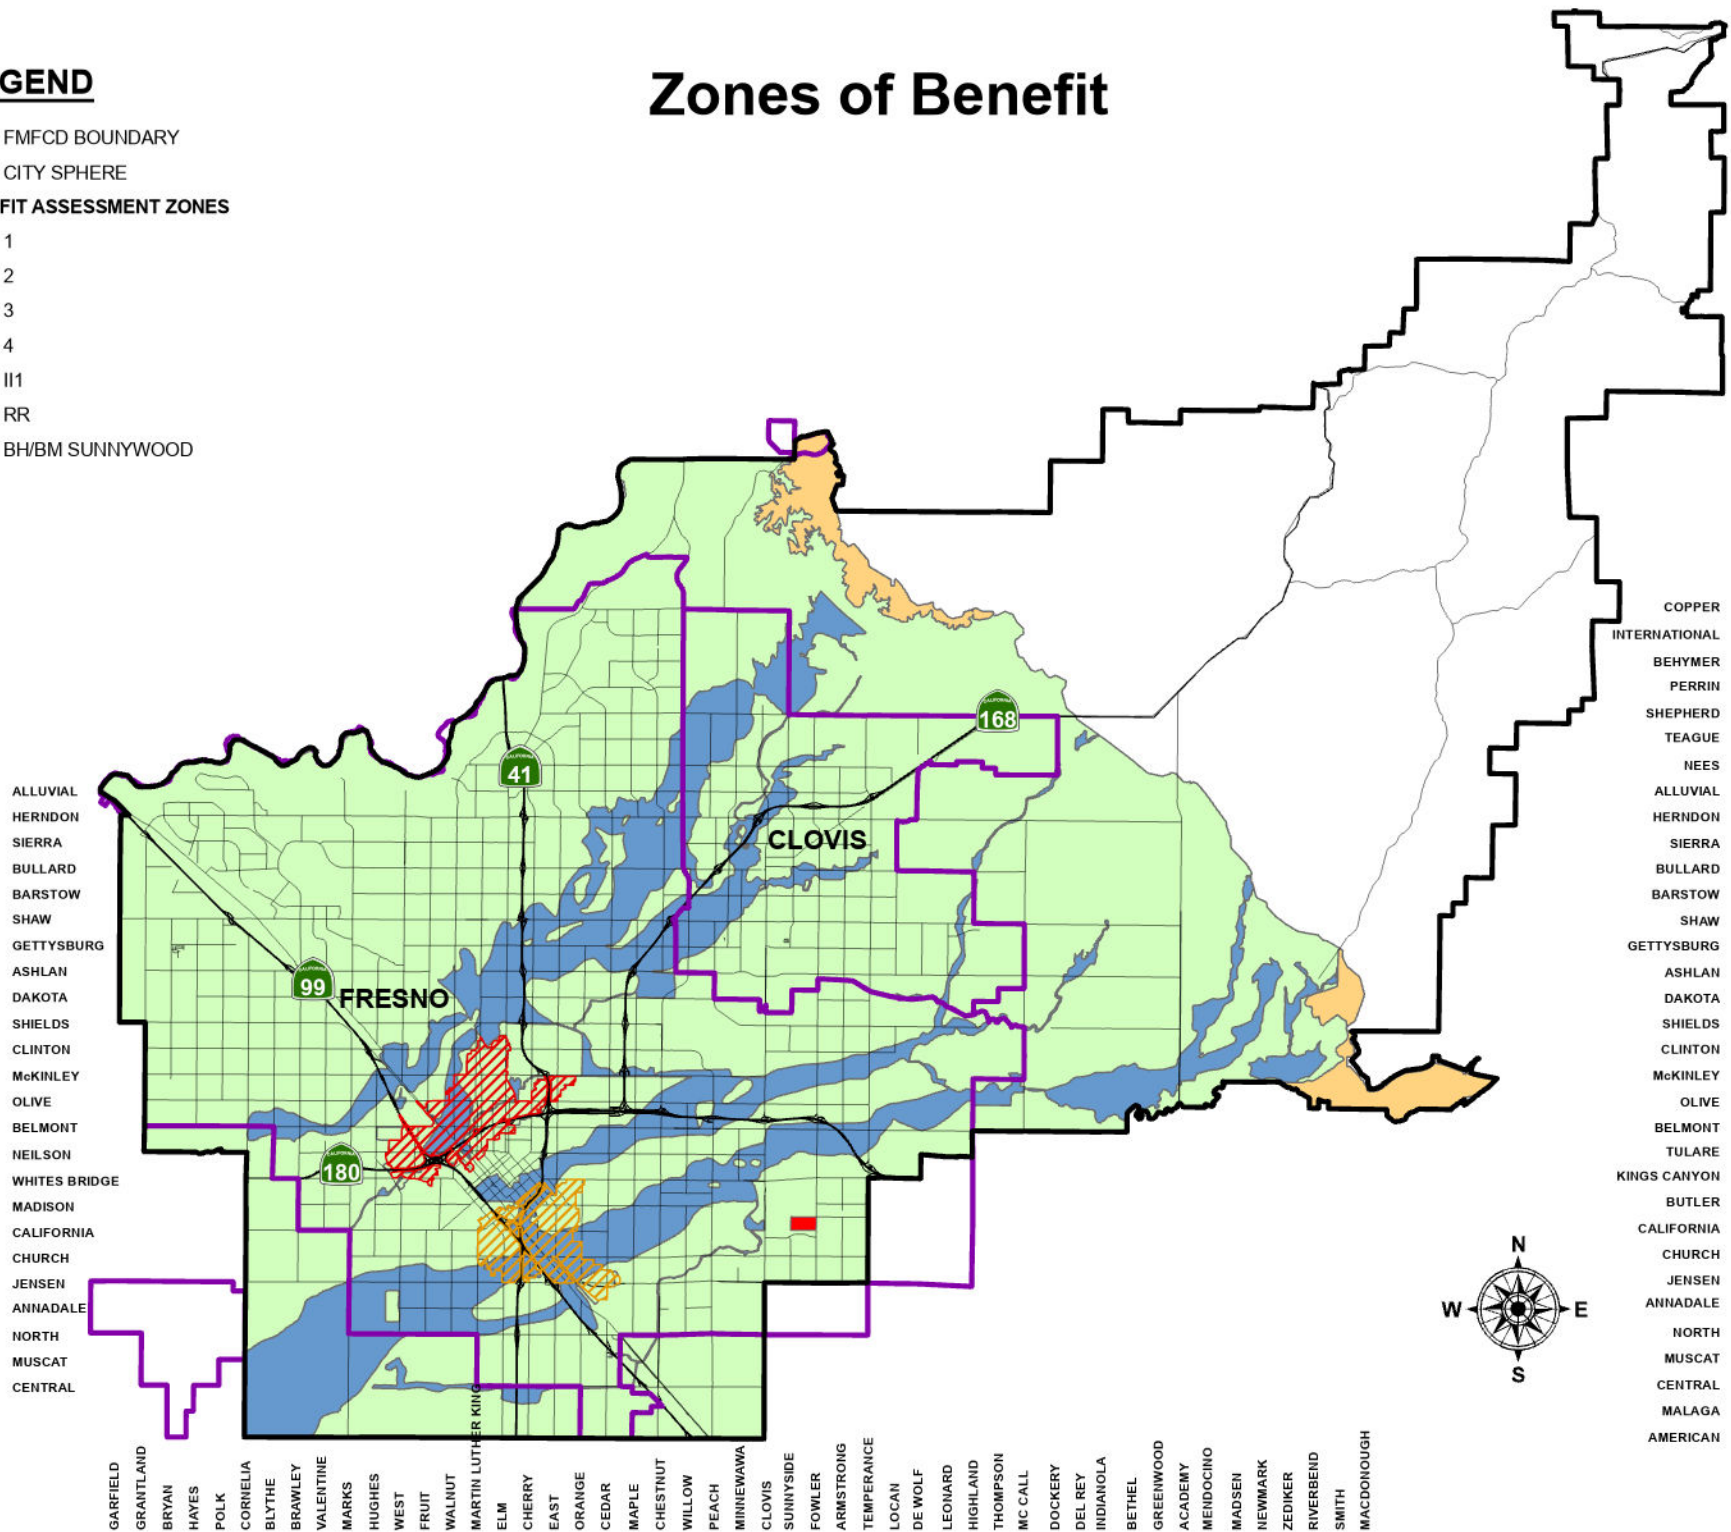 GEND
Zones of Benefit
FMFCD BOUNDARY
CITY SPHERE
FIT ASSESSMENT ZONES
1
2
3
4
II1
RR
BH/BM SUNNYWOOD
COPPER
INTERNATIONAL
BEHYMER
PERRIN
SHEPHERD
TEAGUE
NEES
ALLUVIAL
HERNDON
SIERRA
BULLARD
BARSTOW
SHAW
GETTYSBURG
ASHLAN
DAKOTA
SHIELDS
CLINTON
McKINLEY
OLIVE
BELMONT
TULARE
KINGS CANYON
BUTLER
CALIFORNIA
CHURCH
JENSEN
ANNADALE
NORTH
MUSCAT
CENTRAL
MALAGA
AMERICAN
CALIFORNIA
168
CALIFORNIA
41
CLOVIS
CALIFORNIA
99
FRESNO
CALIFORNIA
180
ALLUVIAL
HERNDON
SIERRA
BULLARD
BARSTOW
SHAW
GETTYSBURG
ASHLAN
DAKOTA
SHIELDS
CLINTON
McKINLEY
OLIVE
BELMONT
NEILSON
WHITES BRIDGE
MADISON
CALIFORNIA
CHURCH
JENSEN
ANNADALE
NORTH
MUSCAT
CENTRAL
N
W
E
S
GARFIELD
GRANTLAND
BRYAN
HAYES
POLK
CORNELIA
BLYTHE
BRAWLEY
VALENTINE
MARKS
HUGHES
WEST
FRUIT
WALNUT
MARTIN LUTHER KING
ELM
CHERRY
EAST
ORANGE
CEDAR
MAPLE
CHESTNUT
WILLOW
PEACH
MINNEWAWA
CLOVIS
SUNNYSIDE
FOWLER
ARMSTRONG
TEMPERANCE
LOCAN
DE WOLF
LEONARD
HIGHLAND
THOMPSON
MC CALL
DOCKERY
DEL REY
INDIANOLA
BETHEL
GREENWOOD
ACADEMY
MENDOCINO
MADSEN
NEWMARK
ZEDIKER
RIVERBEND
SMITH
MACDONOUGH